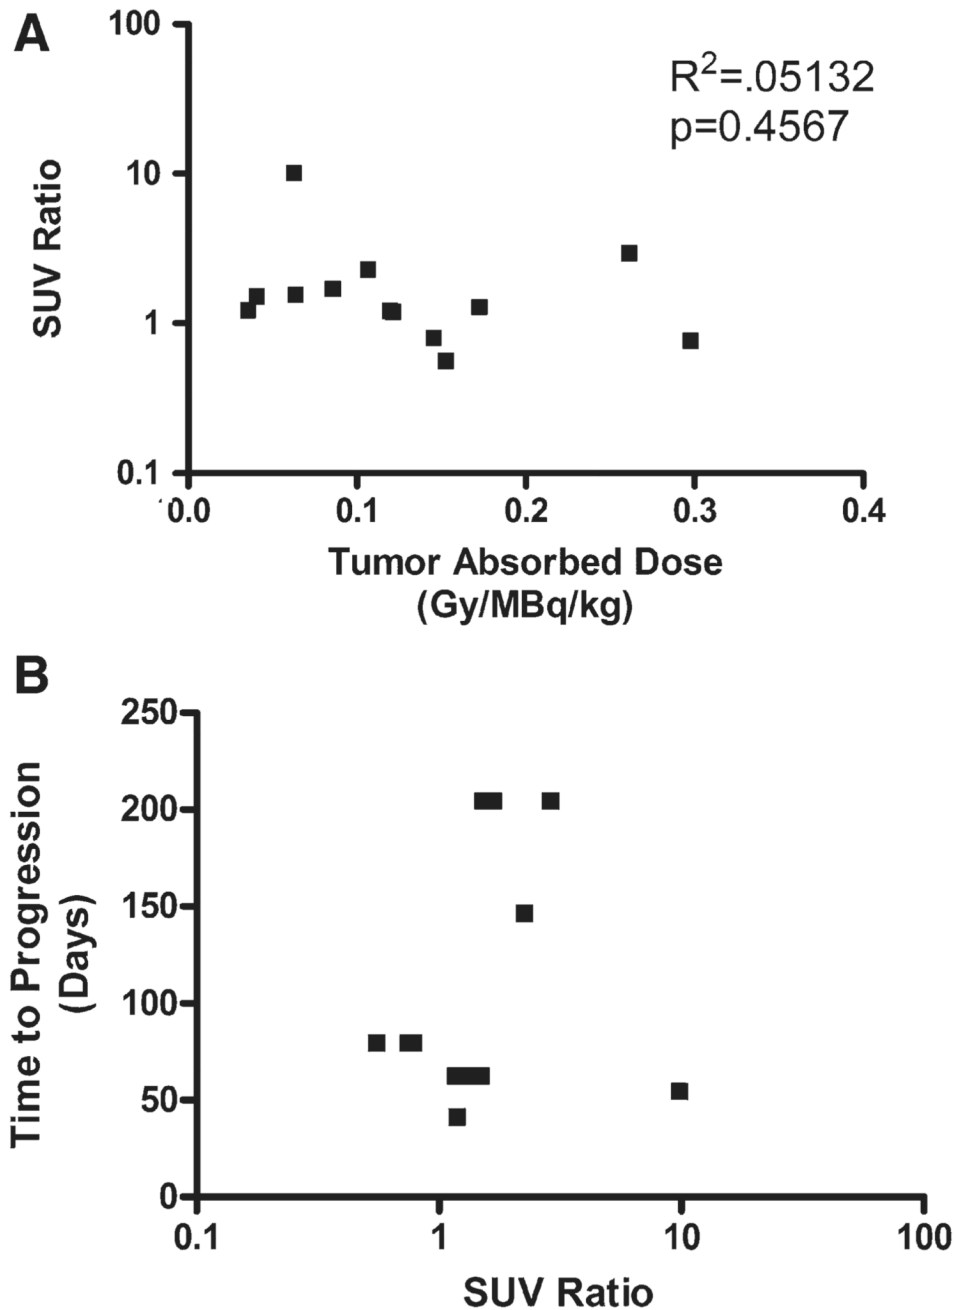 A
100
R²=.05132
p=0.4567
10
SUV Ratio
1
0.1
0.0 0.1 0.2 0.3 0.4
Tumor Absorbed Dose
(Gy/MBq/kg)
B
250
200
Time to Progression
(Days)
150
100
50
0
0.1 1 10 100
SUV Ratio